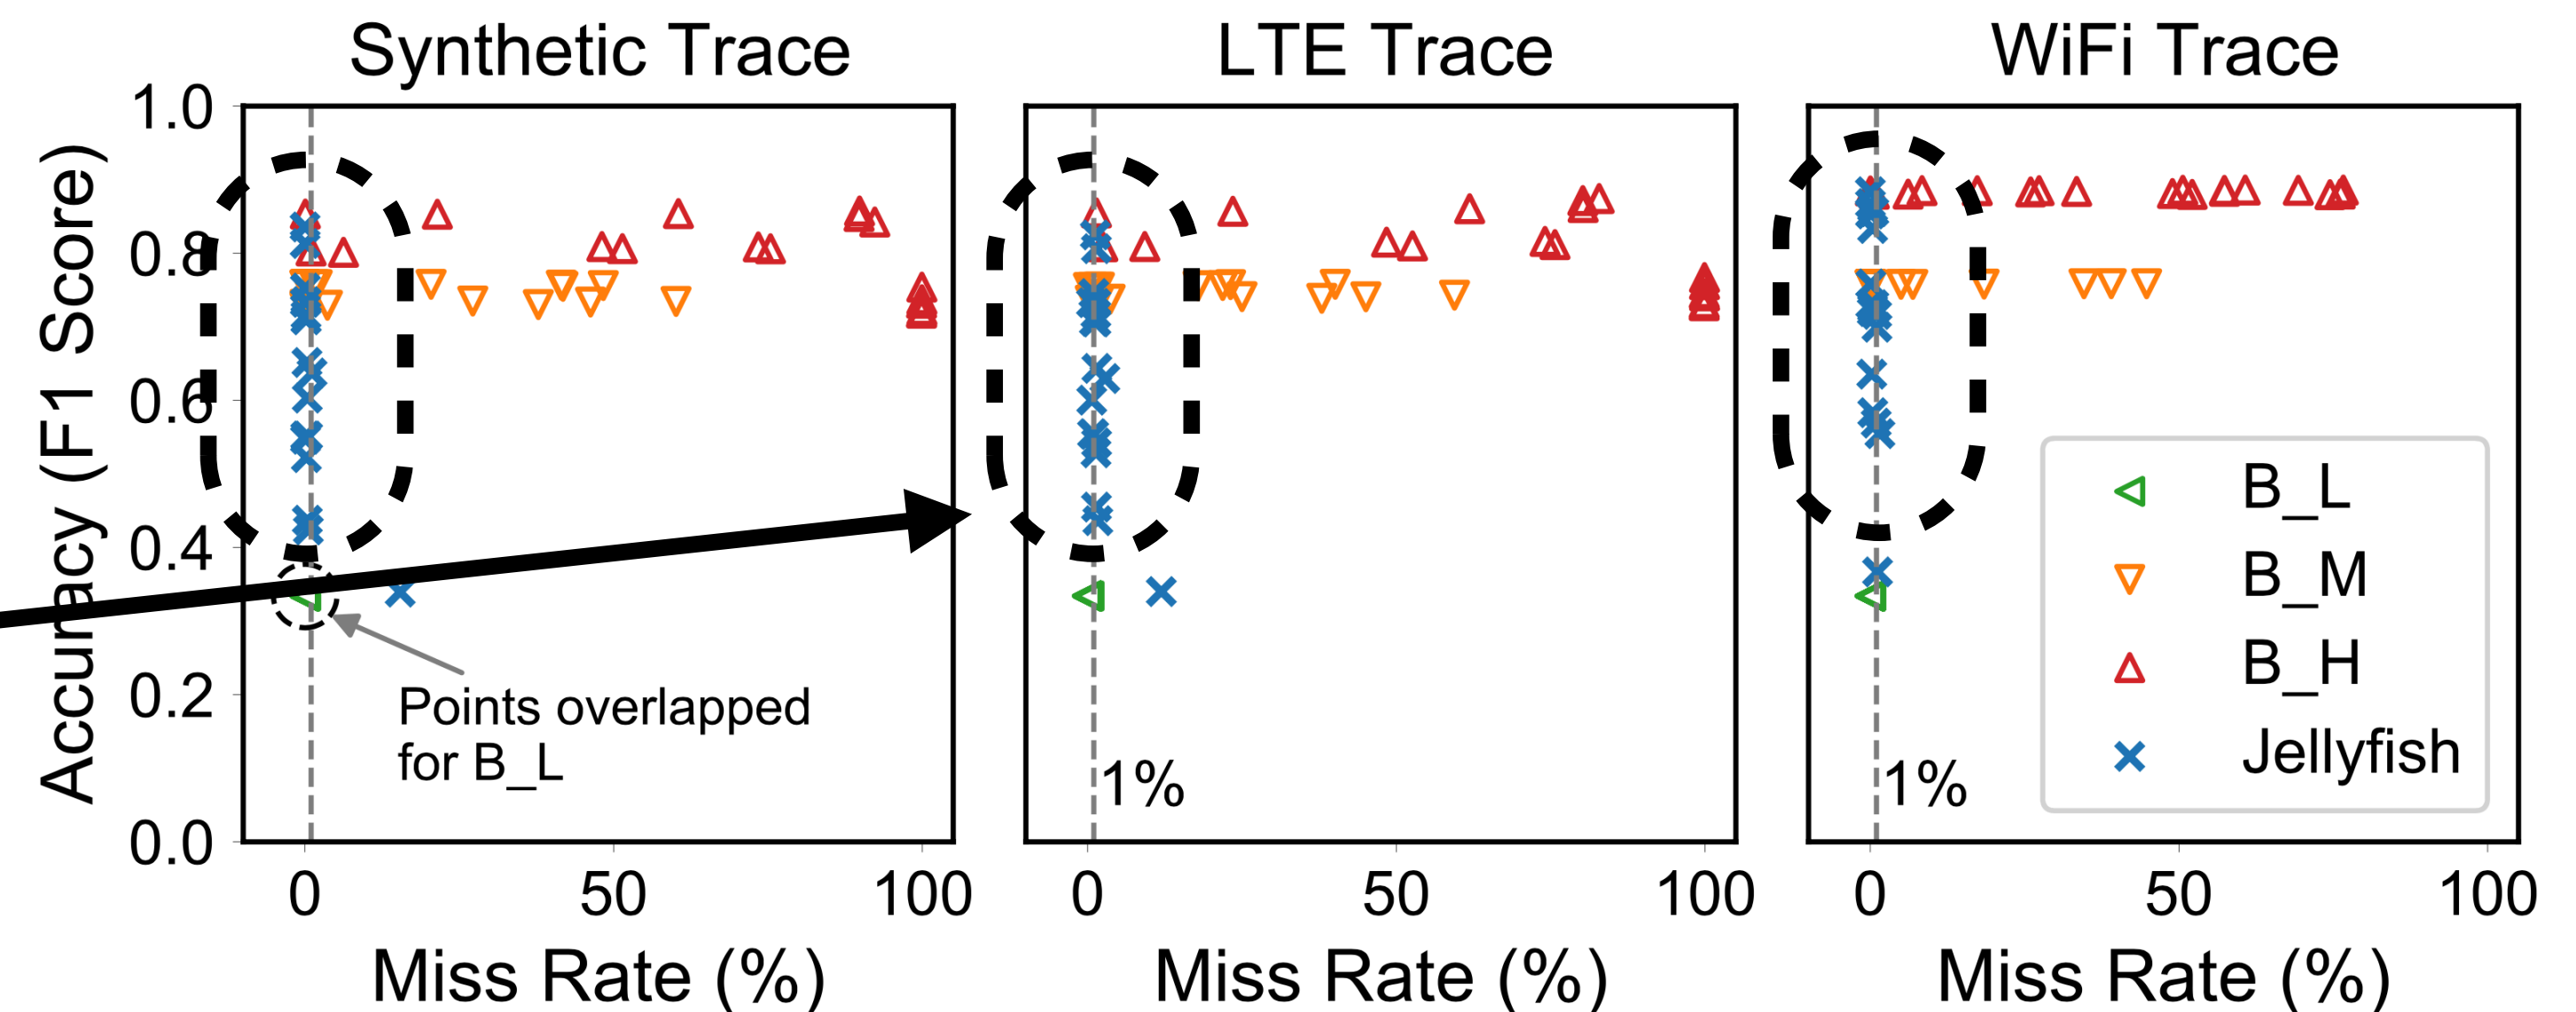 Synthetic Trace
LTE Trace
WiFi Trace
Accuracy (F1 Score)
1.0
0.8
0.6
0.4
0.2
0.0
Points overlapped
for B_L
1%
1%
B_L
B_M
B_H
Jellyfish
0 50 100
0 50 100
0 50 100
Miss Rate (%)
Miss Rate (%)
Miss Rate (%)